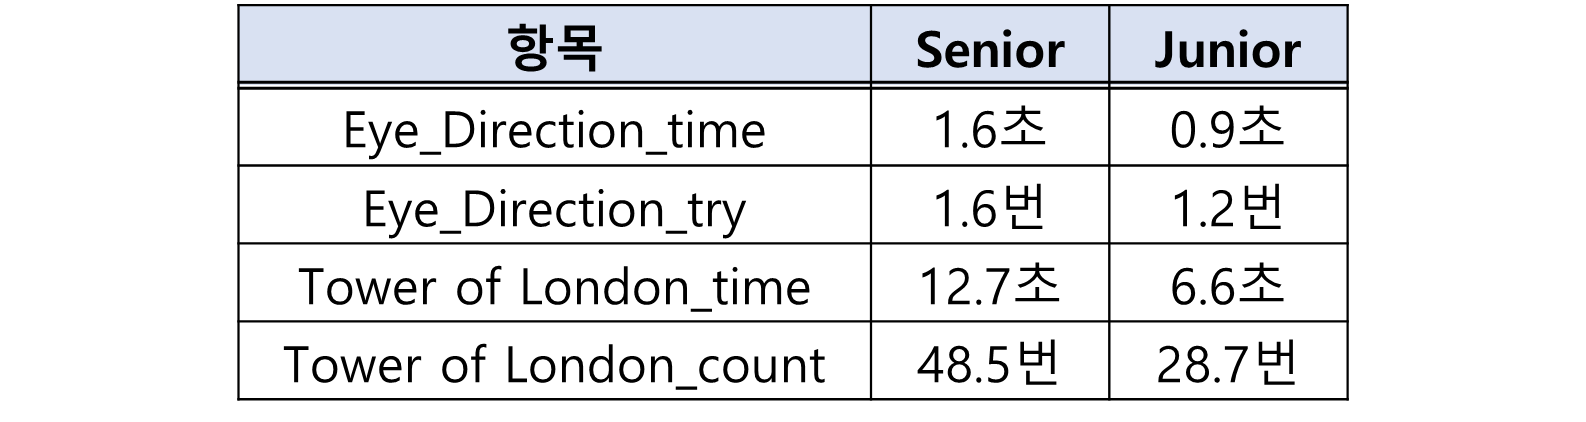 항목 Senior Junior
Eye_Direction_time 1.6초 0.9초
Eye_Direction_try 1.6번 1.2번
Tower of London_time 12.7초 6.6초
Tower of London_count 48.5번 28.7번